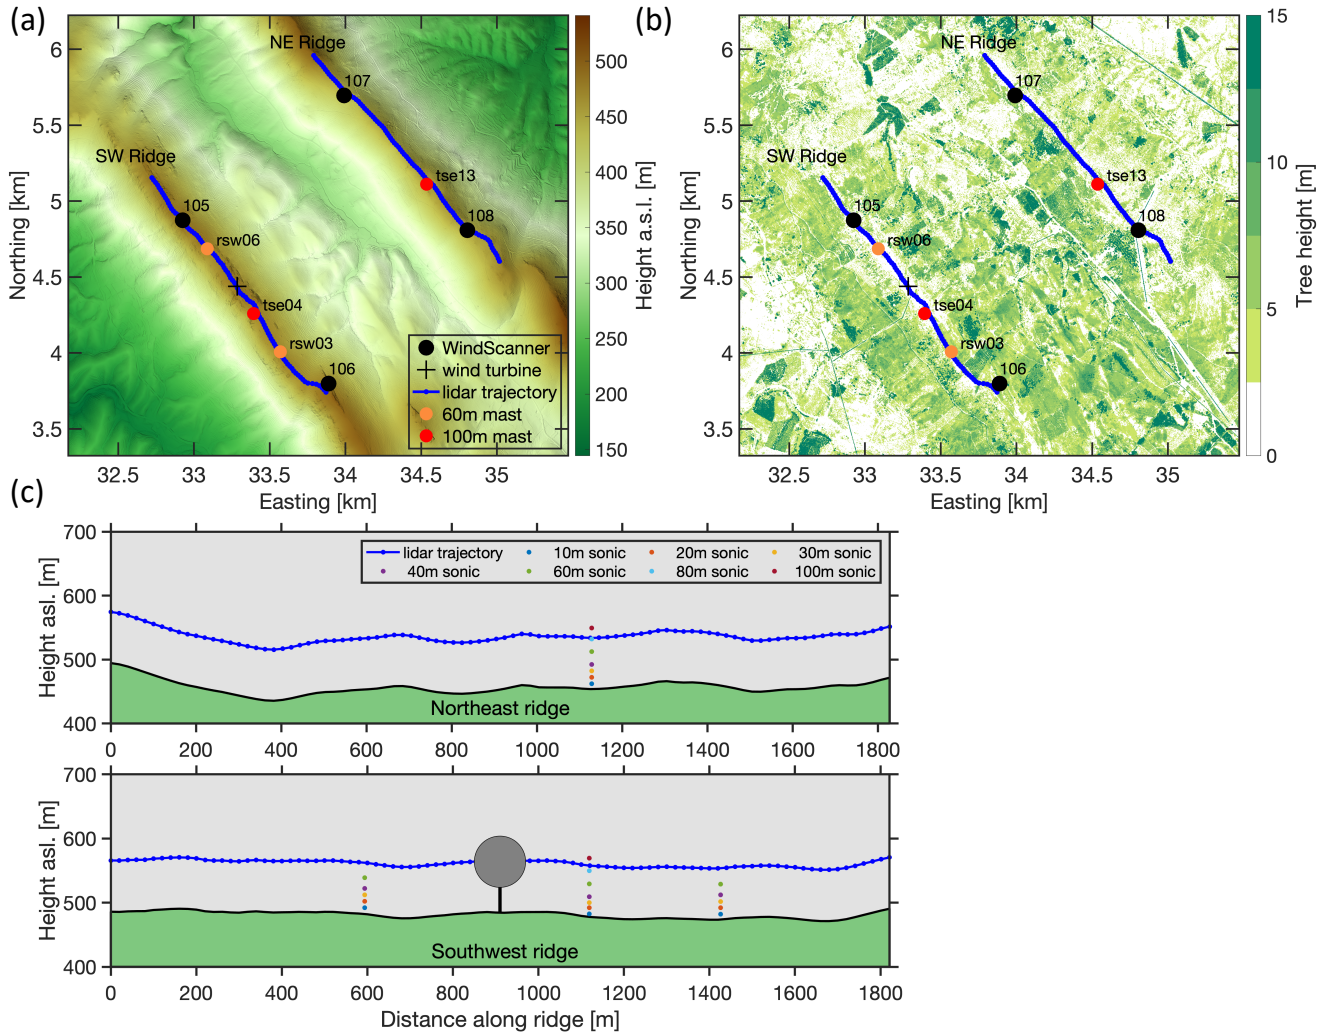 (a)
NE Ridge
107
SW Ridge
105
rsw06
tse13
108
tse04
rsw03
106
WindScanner
wind turbine
lidar trajectory
60m mast
100m mast
6
5.5
5
4.5
4
3.5
Northing [km]
32.5 33 33.5 34 34.5 35
Easting [km]
500
450
400
350
300
250
200
150
Height a.s.l. [m]
(b)
NE Ridge
107
SW Ridge
105
rsw06
tse13
108
tse04
rsw03
106
6
5.5
5
4.5
4
3.5
Northing [km]
32.5 33 33.5 34 34.5 35
Easting [km]
15
10
5
0
Tree height [m]
(c)
700
600
500
400
Height asl. [m]
lidar trajectory 10m sonic 20m sonic 30m sonic
40m sonic 60m sonic 80m sonic 100m sonic
Northeast ridge
0 200 400 600 800 1000 1200 1400 1600 1800
700
600
500
400
Height asl. [m]
Southwest ridge
0 200 400 600 800 1000 1200 1400 1600 1800
Distance along ridge [m]